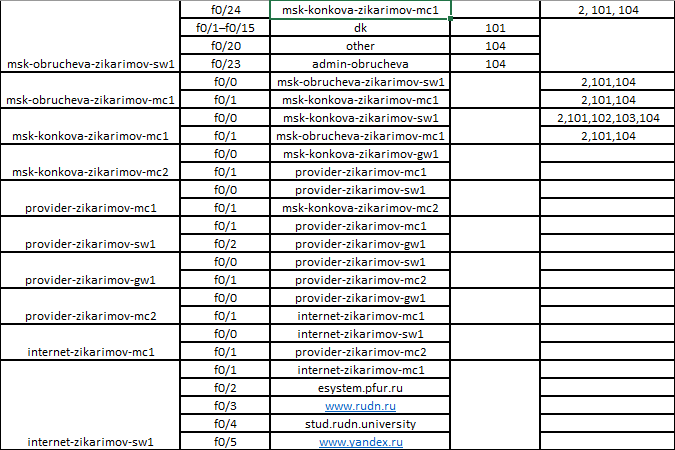 f0/24 msk-konkova-zikarimov-mc1 2, 101, 104
f0/1–f0/15 dk 101
f0/20 other 104
msk-obrucheva-zikarimov-sw1 f0/23 admin-obrucheva 104
f0/0 msk-obrucheva-zikarimov-sw1 2,101,104
msk-obrucheva-zikarimov-mc1 f0/1 msk-konkova-zikarimov-mc1 2,101,104
f0/0 msk-konkova-zikarimov-sw1 2,101,102,103,104
msk-konkova-zikarimov-mc1 f0/1 msk-obrucheva-zikarimov-mc1 2,101,104
f0/0 msk-konkova-zikarimov-gw1
msk-konkova-zikarimov-mc2 f0/1 provider-zikarimov-mc1
f0/0 provider-zikarimov-sw1
provider-zikarimov-mc1 f0/1 msk-konkova-zikarimov-mc2
f0/1 provider-zikarimov-mc1
provider-zikarimov-sw1 f0/2 provider-zikarimov-gw1
f0/0 provider-zikarimov-sw1
provider-zikarimov-gw1 f0/1 provider-zikarimov-mc2
f0/0 provider-zikarimov-gw1
provider-zikarimov-mc2 f0/1 internet-zikarimov-mc1
f0/0 internet-zikarimov-sw1
internet-zikarimov-mc1 f0/1 provider-zikarimov-mc2
f0/1 internet-zikarimov-mc1
f0/2 esystem.pfur.ru
f0/3 www.rudn.ru
f0/4 stud.rudn.university
internet-zikarimov-sw1 f0/5 www.yandex.ru